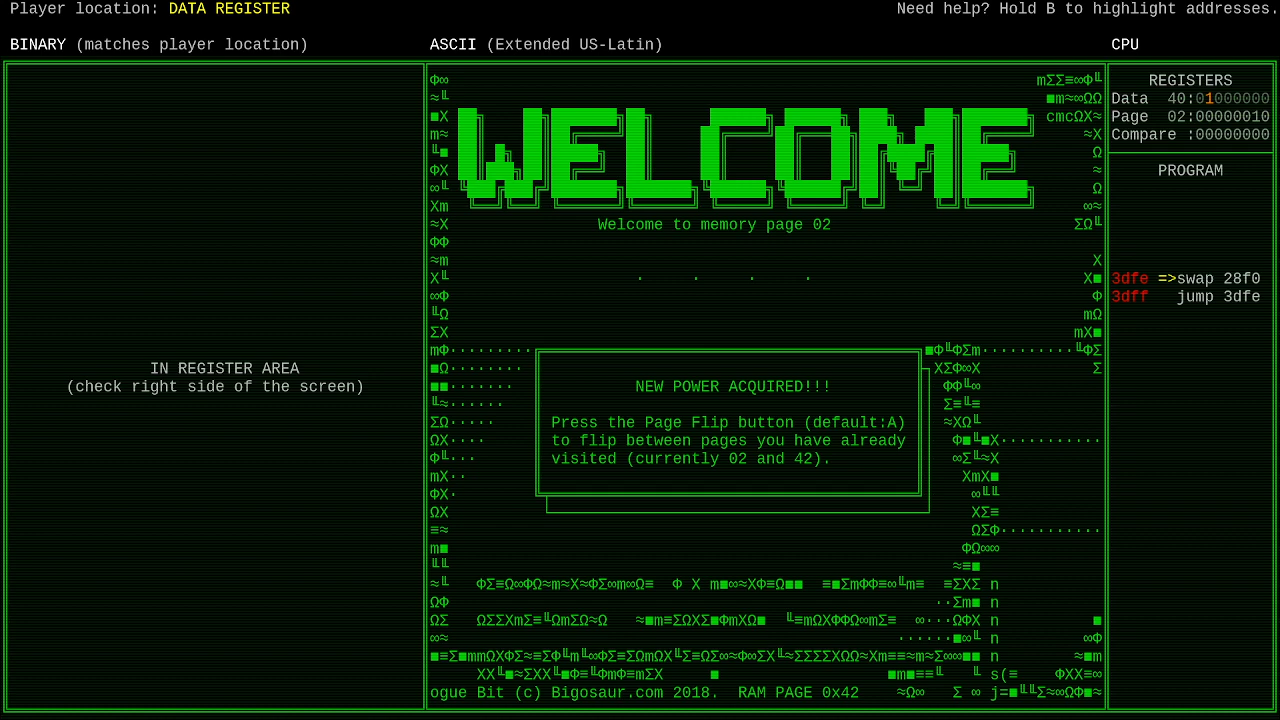 Player location: DATA REGISTER
Need help? Hold B to highlight addresses.
BINARY (matches player location)
ASCII (Extended US-Latin)
CPU
IN REGISTER AREA
(check right side of the screen)
WELCOME
Welcome to memory page 02
NEW POWER ACQUIRED!!!
Press the Page Flip button (default:A)
to flip between pages you have already
visited (currently 02 and 42).
ogue Bit (c) Bigosaur.com 2018. RAM PAGE 0x42
REGISTERS
Data 40:01000000
Page 02:00000010
Compare :00000000
PROGRAM
3dfe =>swap 28f0
3dff jump 3dfe